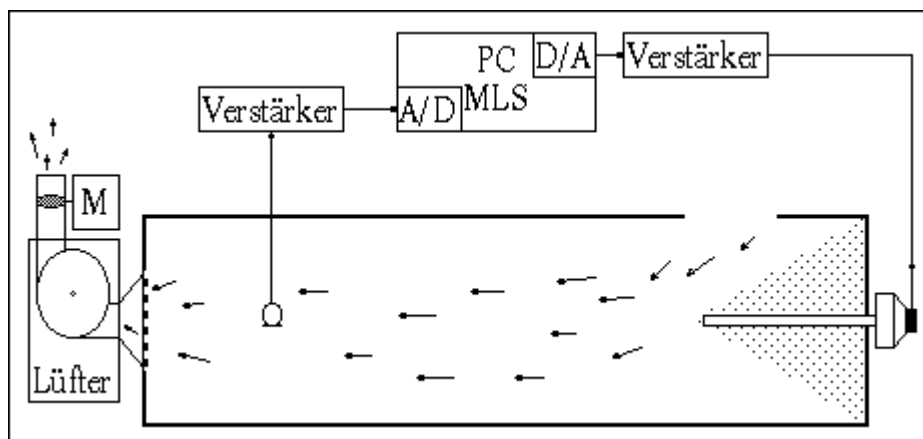 PC
D/A
Verstärker
Verstärker
A/D
MLS
M
Lüfter